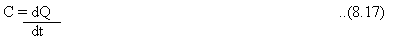 C = dQ ..(8.17)
dt